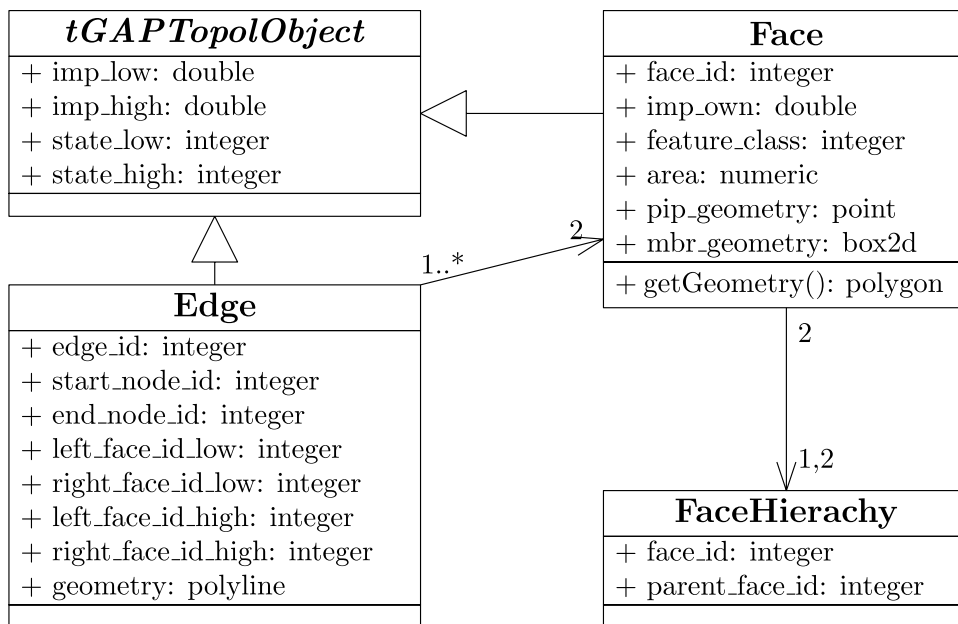 tGAPTopolObject
+ imp_low: double
+ imp_high: double
+ state_low: integer
+ state_high: integer
Face
+ face_id: integer
+ imp_own: double
+ feature_class: integer
+ area: numeric
+ pip_geometry: point
+ mbr_geometry: box2d
+ getGeometry(): polygon
1..*
2
Edge
+ edge_id: integer
+ start_node_id: integer
+ end_node_id: integer
+ left_face_id_low: integer
+ right_face_id_low: integer
+ left_face_id_high: integer
+ right_face_id_high: integer
+ geometry: polyline
2
1,2
FaceHierachy
+ face_id: integer
+ parent_face_id: integer